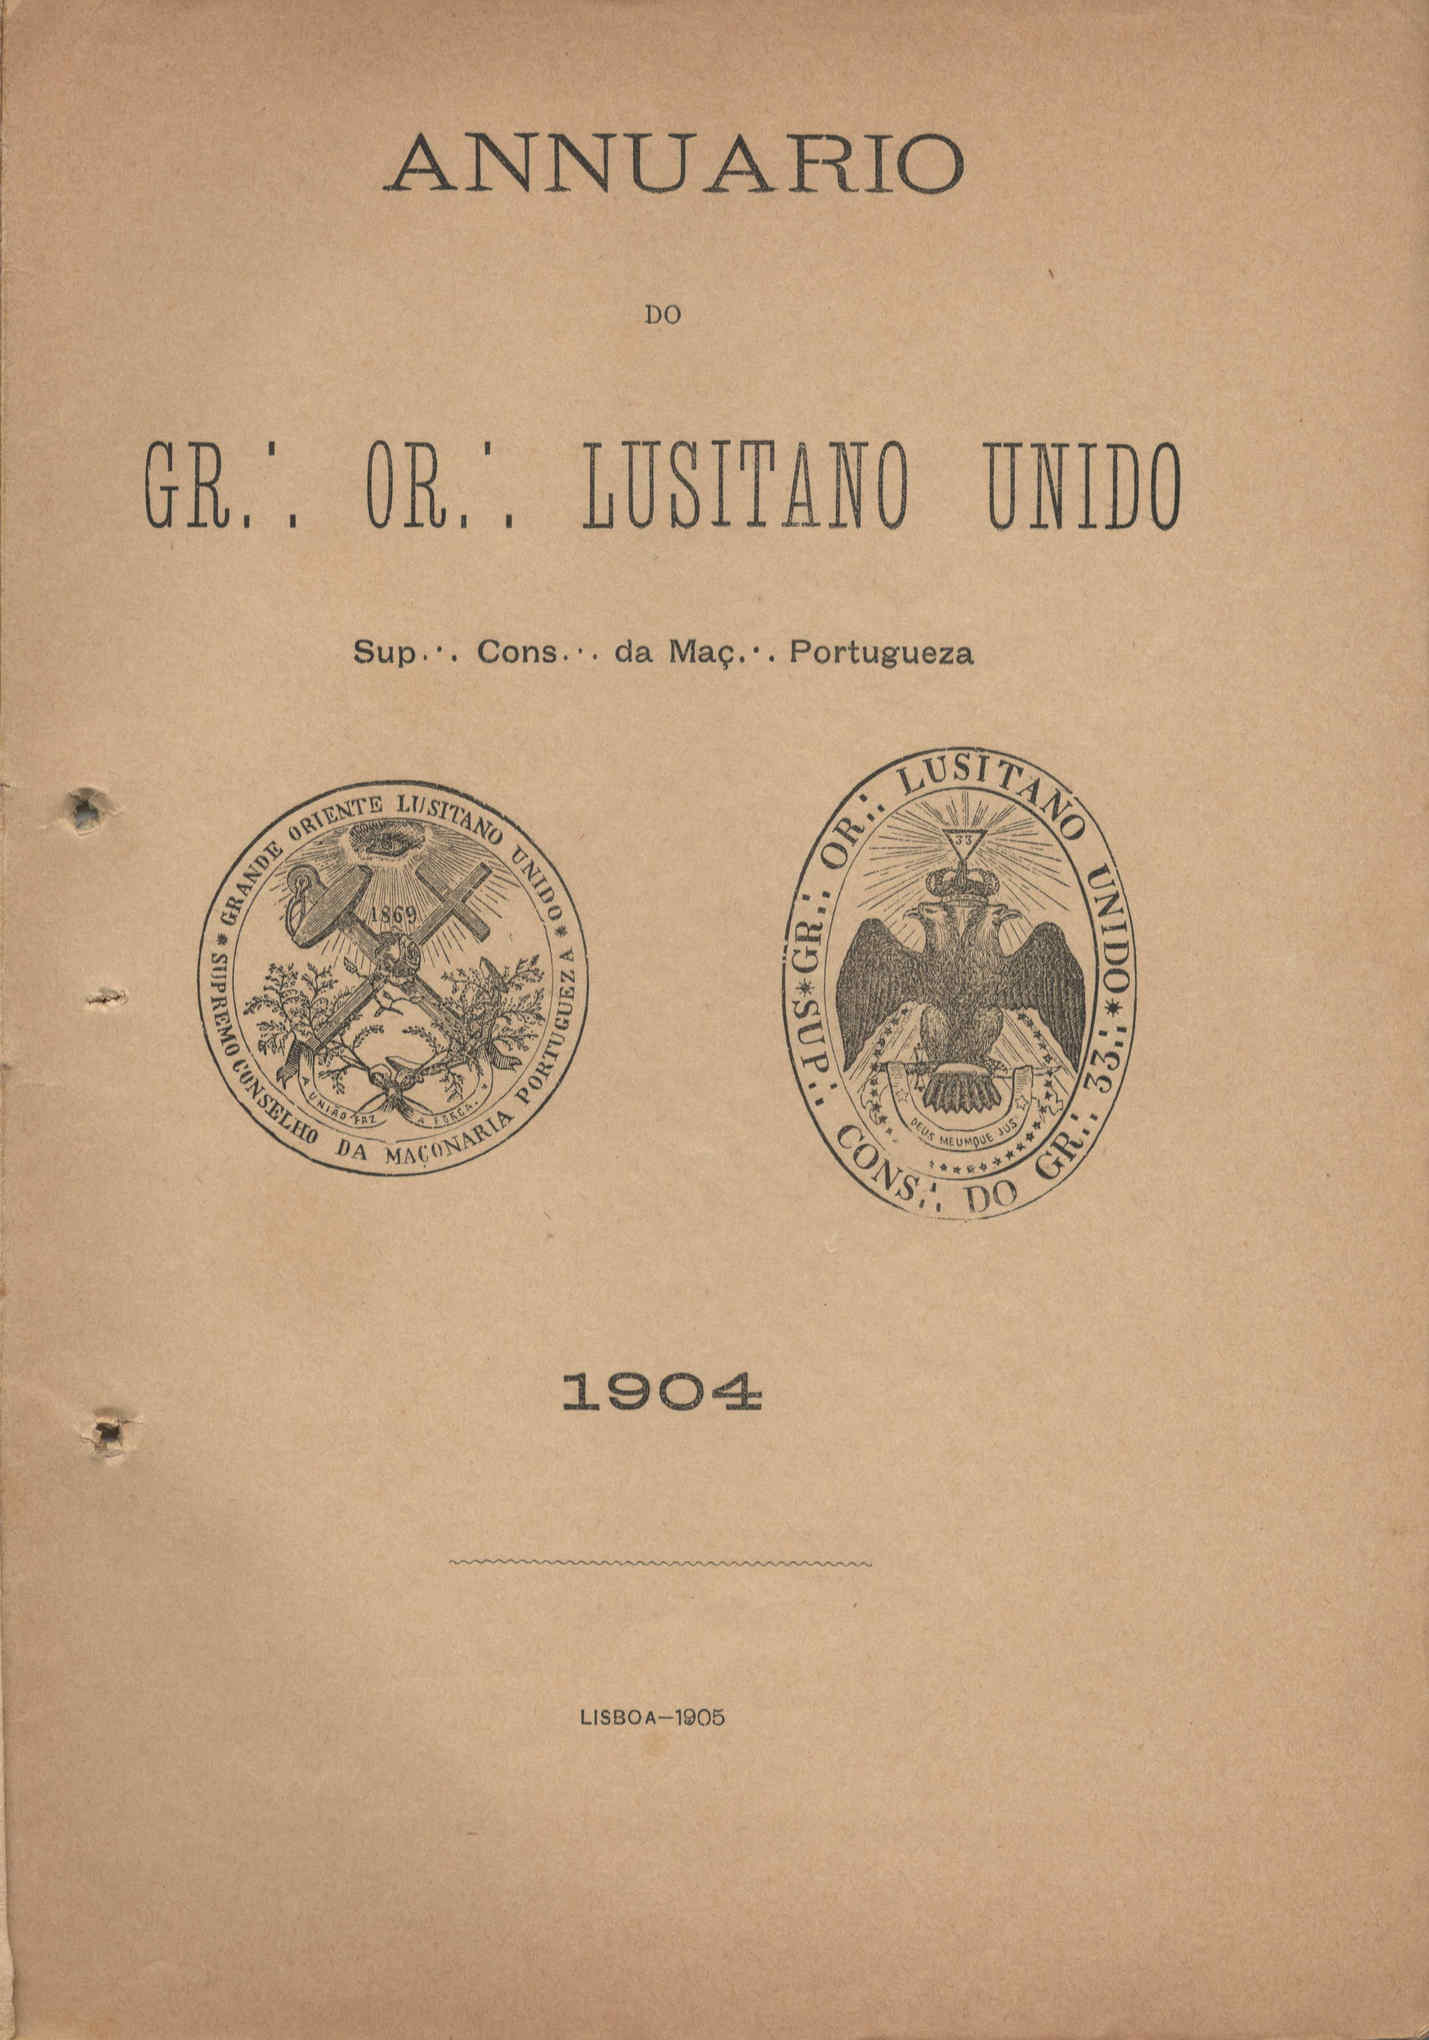 ANNUARIO
DO
GR.·. OR.·. LUSITANO UNIDO
Sup.·. Cons.·. da Maç.·. Portugueza
* GRANDE ORIENTE LUSITANO UNIDO *
SUPREMO CONSELHO DA MAÇONARIA PORTUGUEZA
1869
A UNIÃO FAZ A FORÇA.
* GR.·. OR.·. LUSITANO UNIDO *
SUP.·. CONS.·. DO GR.·. 33.·.
33
DEUS MEUMQUE JUS
1904
LISBOA—1905